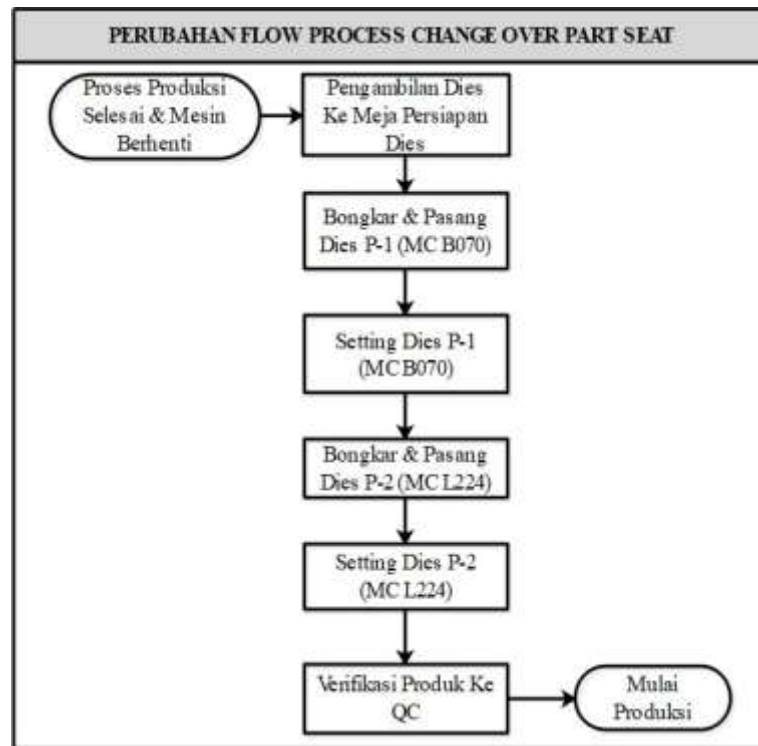 PERUBAHAN FLOW PROCESS CHANGE OVER PART SEAT
Proses Produksi
Selesai & Mesin
Berhenti
Pengambilan Dies
Ke Meja Persiapan
Dies
Bongkar & Pasang
Dies P-1 (MC B070)
Setting Dies P-1
(MC B070)
Bongkar & Pasang
Dies P-2 (MC L224)
Setting Dies P-2
(MC L224)
Verifikasi Produk Ke
QC
Mulai
Produksi